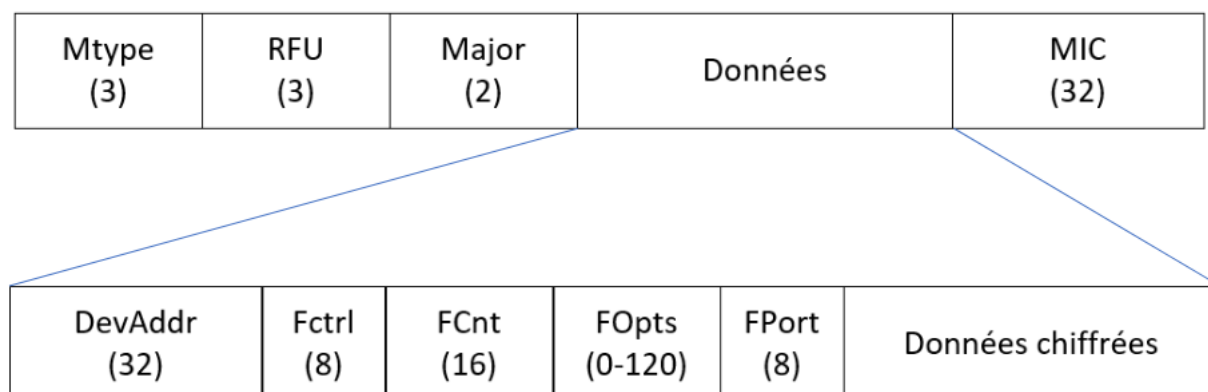 Mtype
(3)
RFU
(3)
Major
(2)
Données
MIC
(32)
DevAddr
(32)
Fctrl
(8)
FCnt
(16)
FOpts
(0-120)
FPort
(8)
Données chiffrées